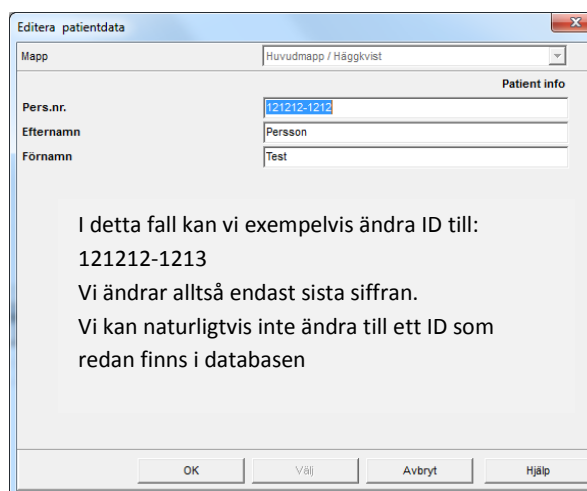 Editera patientdata
Mapp Huvudmapp / Häggkvist
Patient info
Pers.nr. 121212-1212
Efternamn Persson
Förnamn Test
I detta fall kan vi exempelvis ändra ID till:
121212-1213
Vi ändrar alltså endast sista siffran.
Vi kan naturligtvis inte ändra till ett ID som
redan finns i databasen
OK Välj Avbryt Hjälp